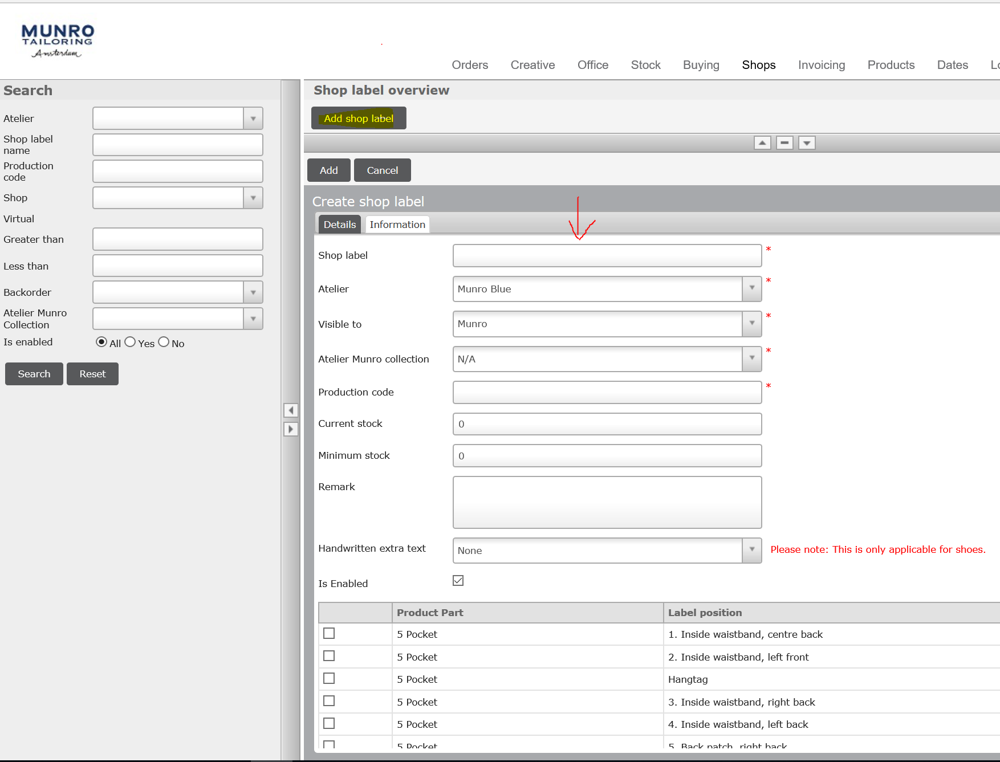 MUNRO
TAILORING
Amsterdam
Orders Creative Office Stock Buying Shops Invoicing Products Dates
Search
Atelier
Shop label
name
Production
code
Shop
Virtual
Greater than
Less than
Backorder
Atelier Munro
Collection
Is enabled All Yes No
Search Reset
Shop label overview
Add shop label
Add Cancel
Create shop label
Details Information
Shop label *
Atelier Munro Blue *
Visible to Munro *
Atelier Munro collection N/A *
Production code *
Current stock 0
Minimum stock 0
Remark
Handwritten extra text None Please note: This is only applicable for shoes.
Is Enabled
Product Part Label position
5 Pocket 1. Inside waistband, centre back
5 Pocket 2. Inside waistband, left front
5 Pocket Hangtag
5 Pocket 3. Inside waistband, right back
5 Pocket 4. Inside waistband, left back
5 Pocket 5. Back patch, right back